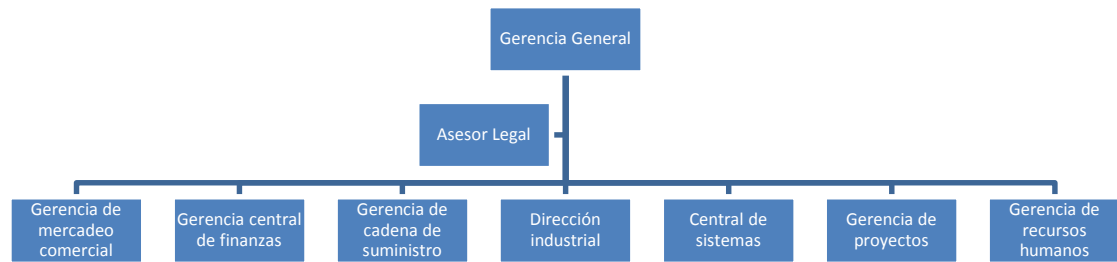 Gerencia General
Asesor Legal
Gerencia de
mercadeo
comercial
Gerencia central
de finanzas
Gerencia de
cadena de
suministro
Dirección
industrial
Central de
sistemas
Gerencia de
proyectos
Gerencia de
recursos
humanos